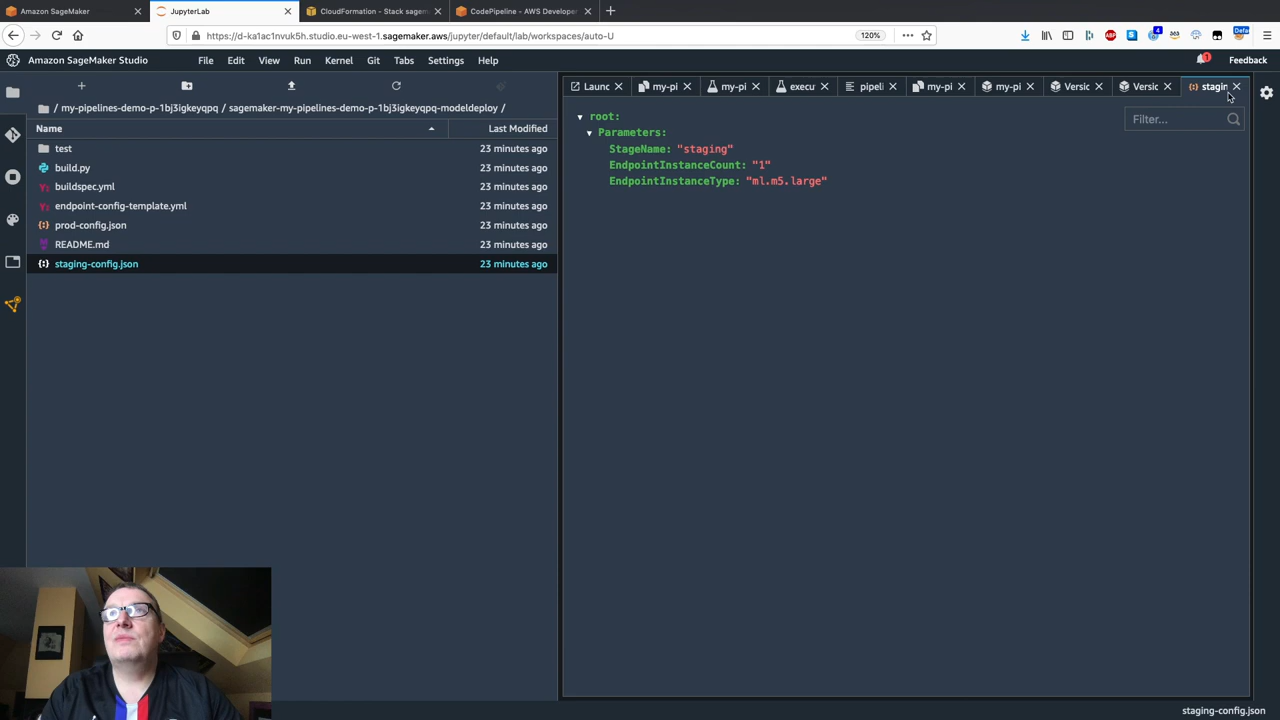 Amazon SageMaker
JupyterLab
CloudFormation - Stack sagem
CodePipeline - AWS Developer
https://d-ka1ac1nvuk5h.studio.eu-west-1.sagemaker.aws/jupyter/default/lab/workspaces/auto-U
120%
4
Defa
Amazon SageMaker Studio
File
Edit
View
Run
Kernel
Git
Tabs
Settings
Help
1
Feedback
/ my-pipelines-demo-p-1bj3igkeyqpq / sagemaker-my-pipelines-demo-p-1bj3igkeyqpq-modeldeploy /
Name
Last Modified
test
23 minutes ago
build.py
23 minutes ago
buildspec.yml
23 minutes ago
endpoint-config-template.yml
23 minutes ago
prod-config.json
23 minutes ago
README.md
23 minutes ago
staging-config.json
23 minutes ago
Launc
my-pi
my-pi
execu
pipeli
my-pi
my-pi
Versic
Versic
stagin
Filter...
root:
Parameters:
StageName: "staging"
EndpointInstanceCount: "1"
EndpointInstanceType: "ml.m5.large"
staging-config.json